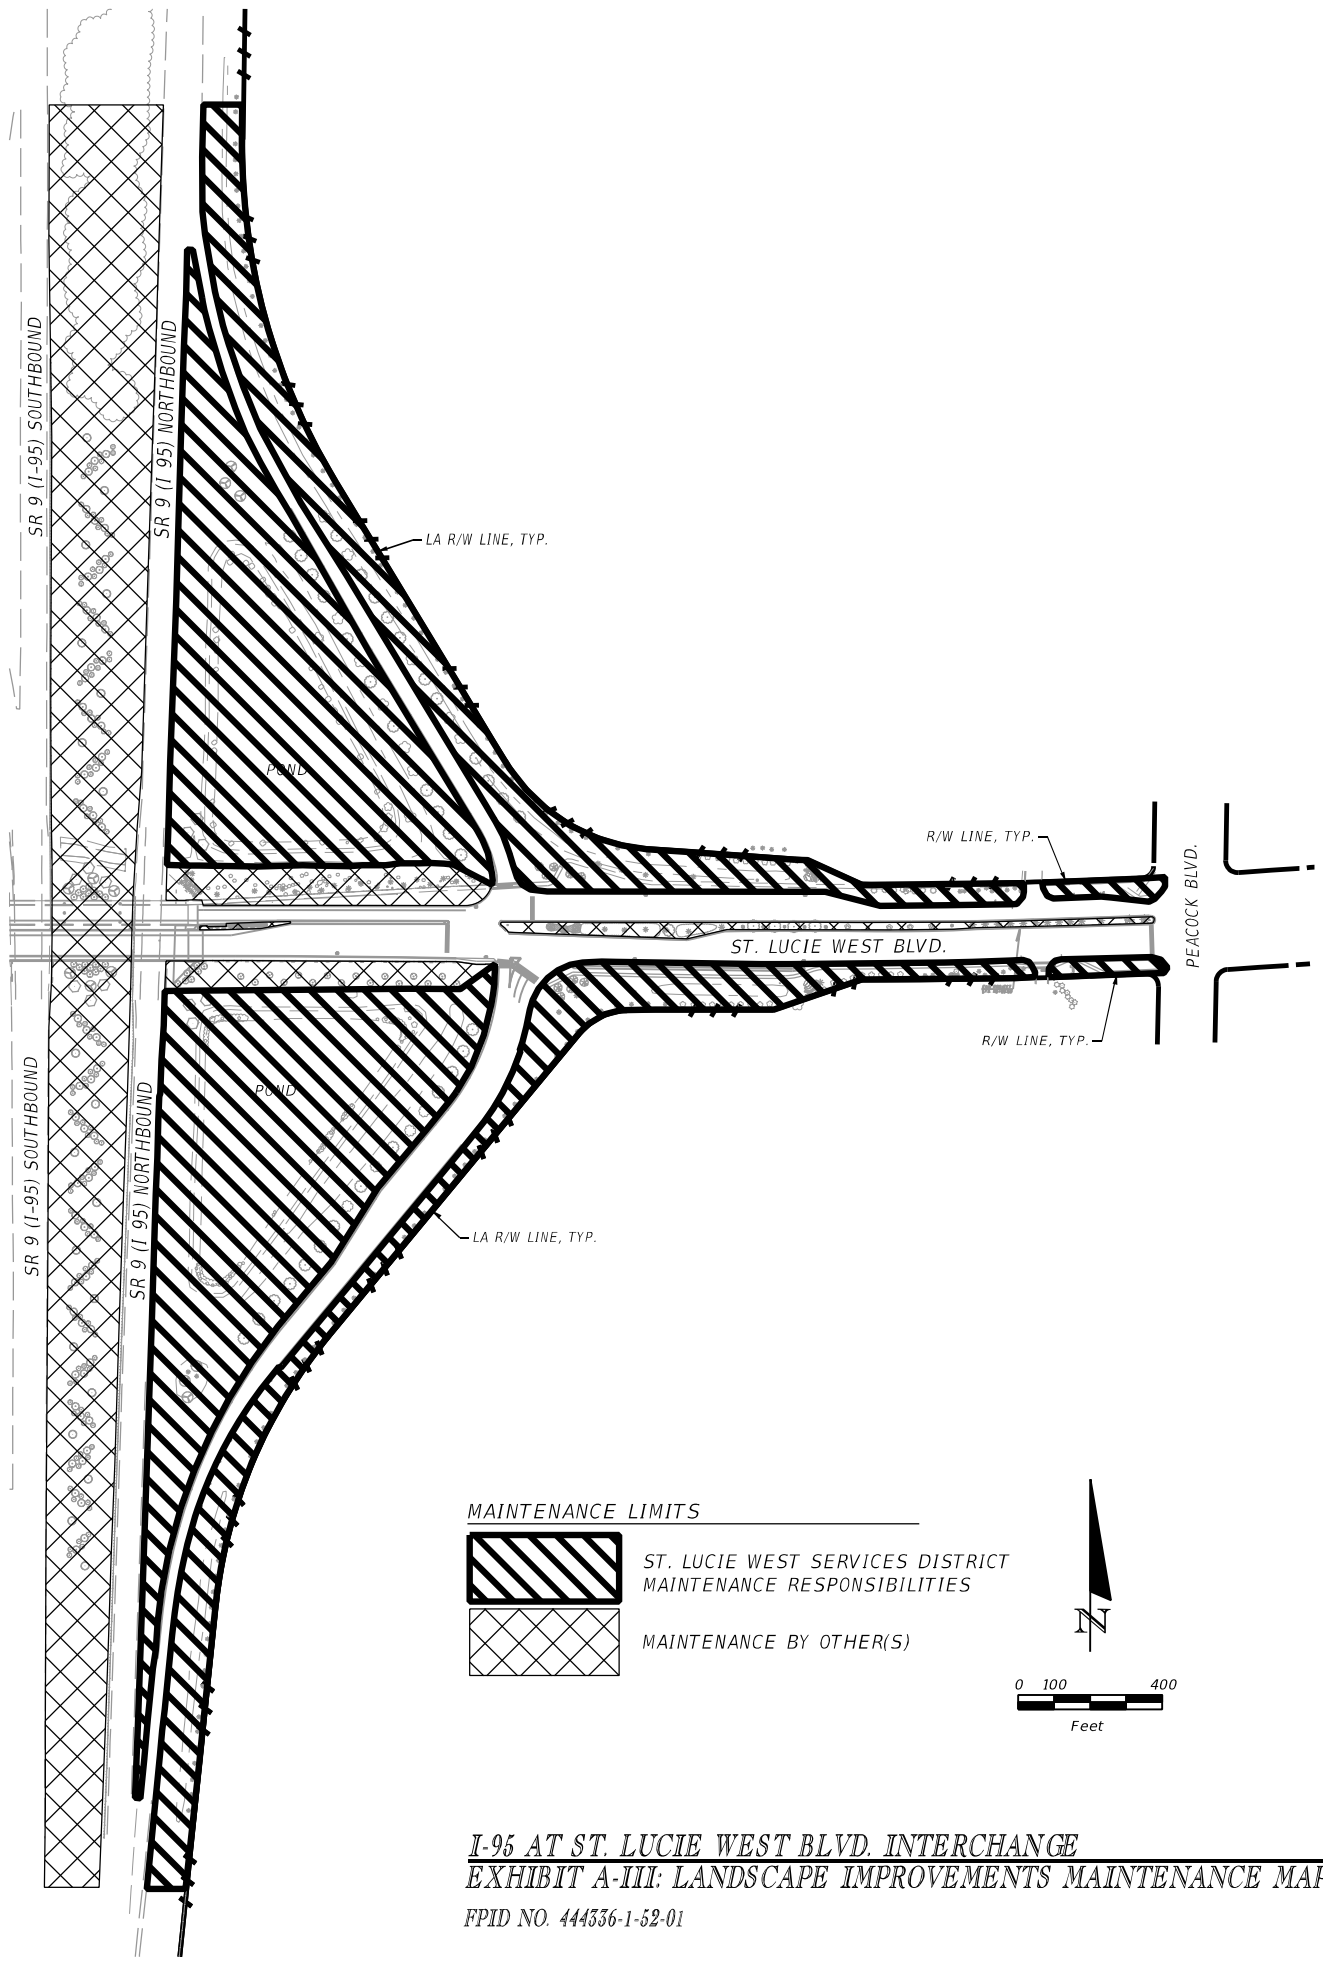 SR 9 (I-95) SOUTHBOUND
SR 9 (I 95) NORTHBOUND
LA R/W LINE, TYP.
POND
R/W LINE, TYP.
PEACOCK BLVD.
ST. LUCIE WEST BLVD.
R/W LINE, TYP.
POND
SR 9 (I-95) SOUTHBOUND
SR 9 (I 95) NORTHBOUND
LA R/W LINE, TYP.
MAINTENANCE LIMITS
ST. LUCIE WEST SERVICES DISTRICT
MAINTENANCE RESPONSIBILITIES
MAINTENANCE BY OTHER(S)
N
0 100 400
Feet
I-95 AT ST. LUCIE WEST BLVD. INTERCHANGE
EXHIBIT A-III: LANDSCAPE IMPROVEMENTS MAINTENANCE MAP
FPID NO. 444336-1-52-01